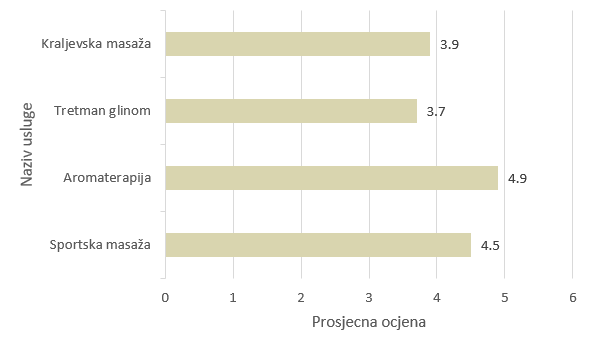 Kraljevska masaža
3.9
Tretman glinom
3.7
Aromaterapija
4.9
Sportska masaža
4.5
Naziv usluge
0 1 2 3 4 5 6
Prosjecna ocjena